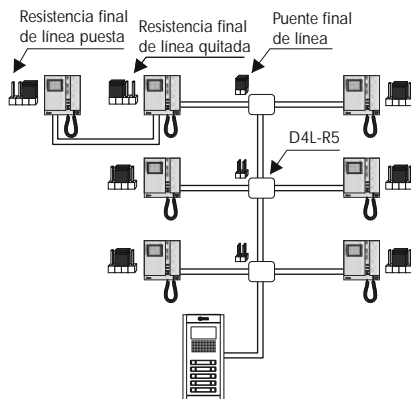 Resistencia final
de línea puesta
Resistencia final
de línea quitada
Puente final
de línea
D4L-R5